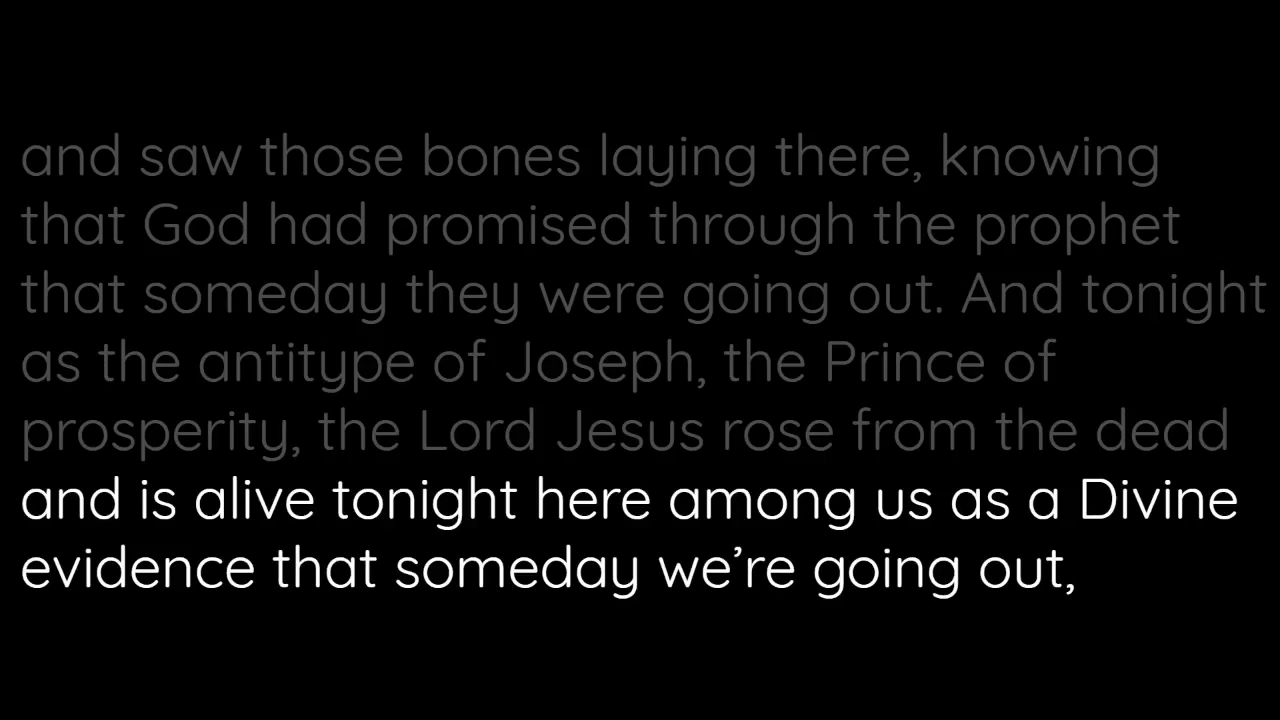 and saw those bones laying there, knowing
that God had promised through the prophet
that someday they were going out. And tonight
as the antitype of Joseph, the Prince of
prosperity, the Lord Jesus rose from the dead
and is alive tonight here among us as a Divine
evidence that someday we’re going out,